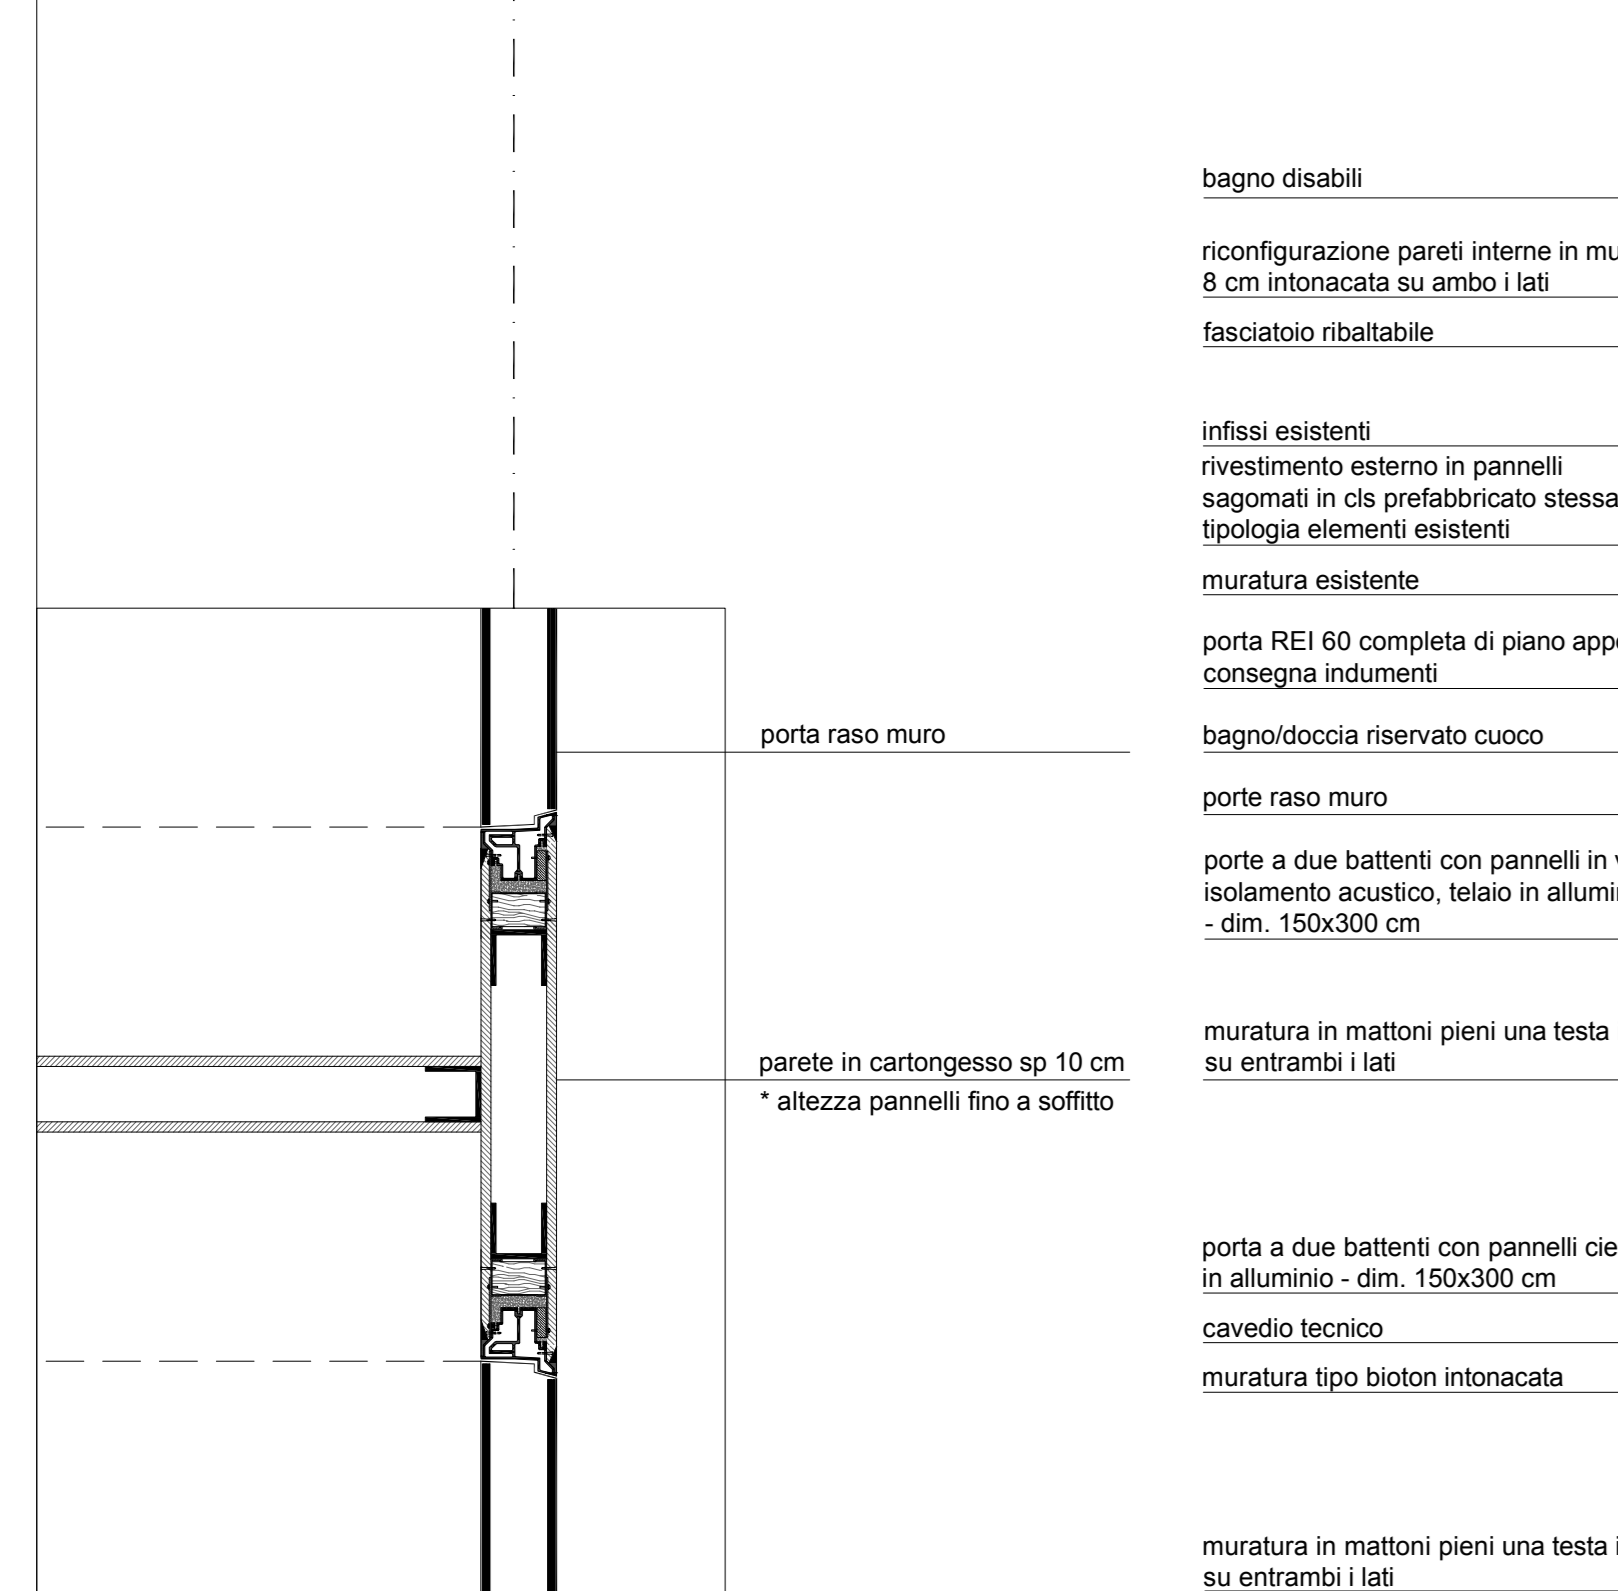 porta raso muro
parete in cartongesso sp 10 cm
* altezza pannelli fino a soffitto
bagno disabili
riconfigurazione pareti interne in
8 cm intonacata su ambo i lati
fasciatoio ribaltabile
infissi esistenti
rivestimento esterno in pannelli
sagomati in cls prefabbricato stessa
tipologia elementi esistenti
muratura esistente
porta REI 60 completa di piano
consegna indumenti
bagno/doccia riservato cuoco
porte raso muro
porte a due battenti con pannelli in
isolamento acustico, telaio in
- dim. 150x300 cm
muratura in mattoni pieni una testa
su entrambi i lati
porta a due battenti con pannelli
in alluminio - dim. 150x300 cm
cavedio tecnico
muratura tipo bioton intonacata
muratura in mattoni pieni una testa
su entrambi i lati